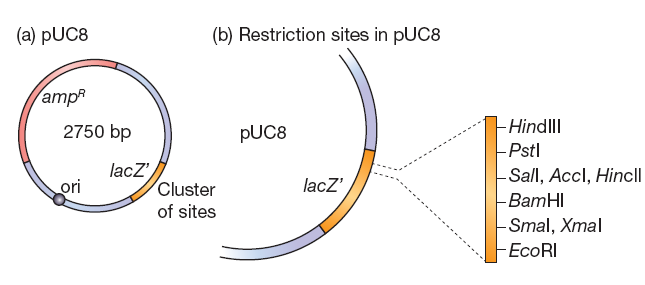 (a) pUC8
ampR
2750 bp
lacZ’
ori
Cluster
of sites
(b) Restriction sites in pUC8
pUC8
lacZ’
HindIII
PstI
SalI, AccI, HincII
BamHI
SmaI, XmaI
EcoRI